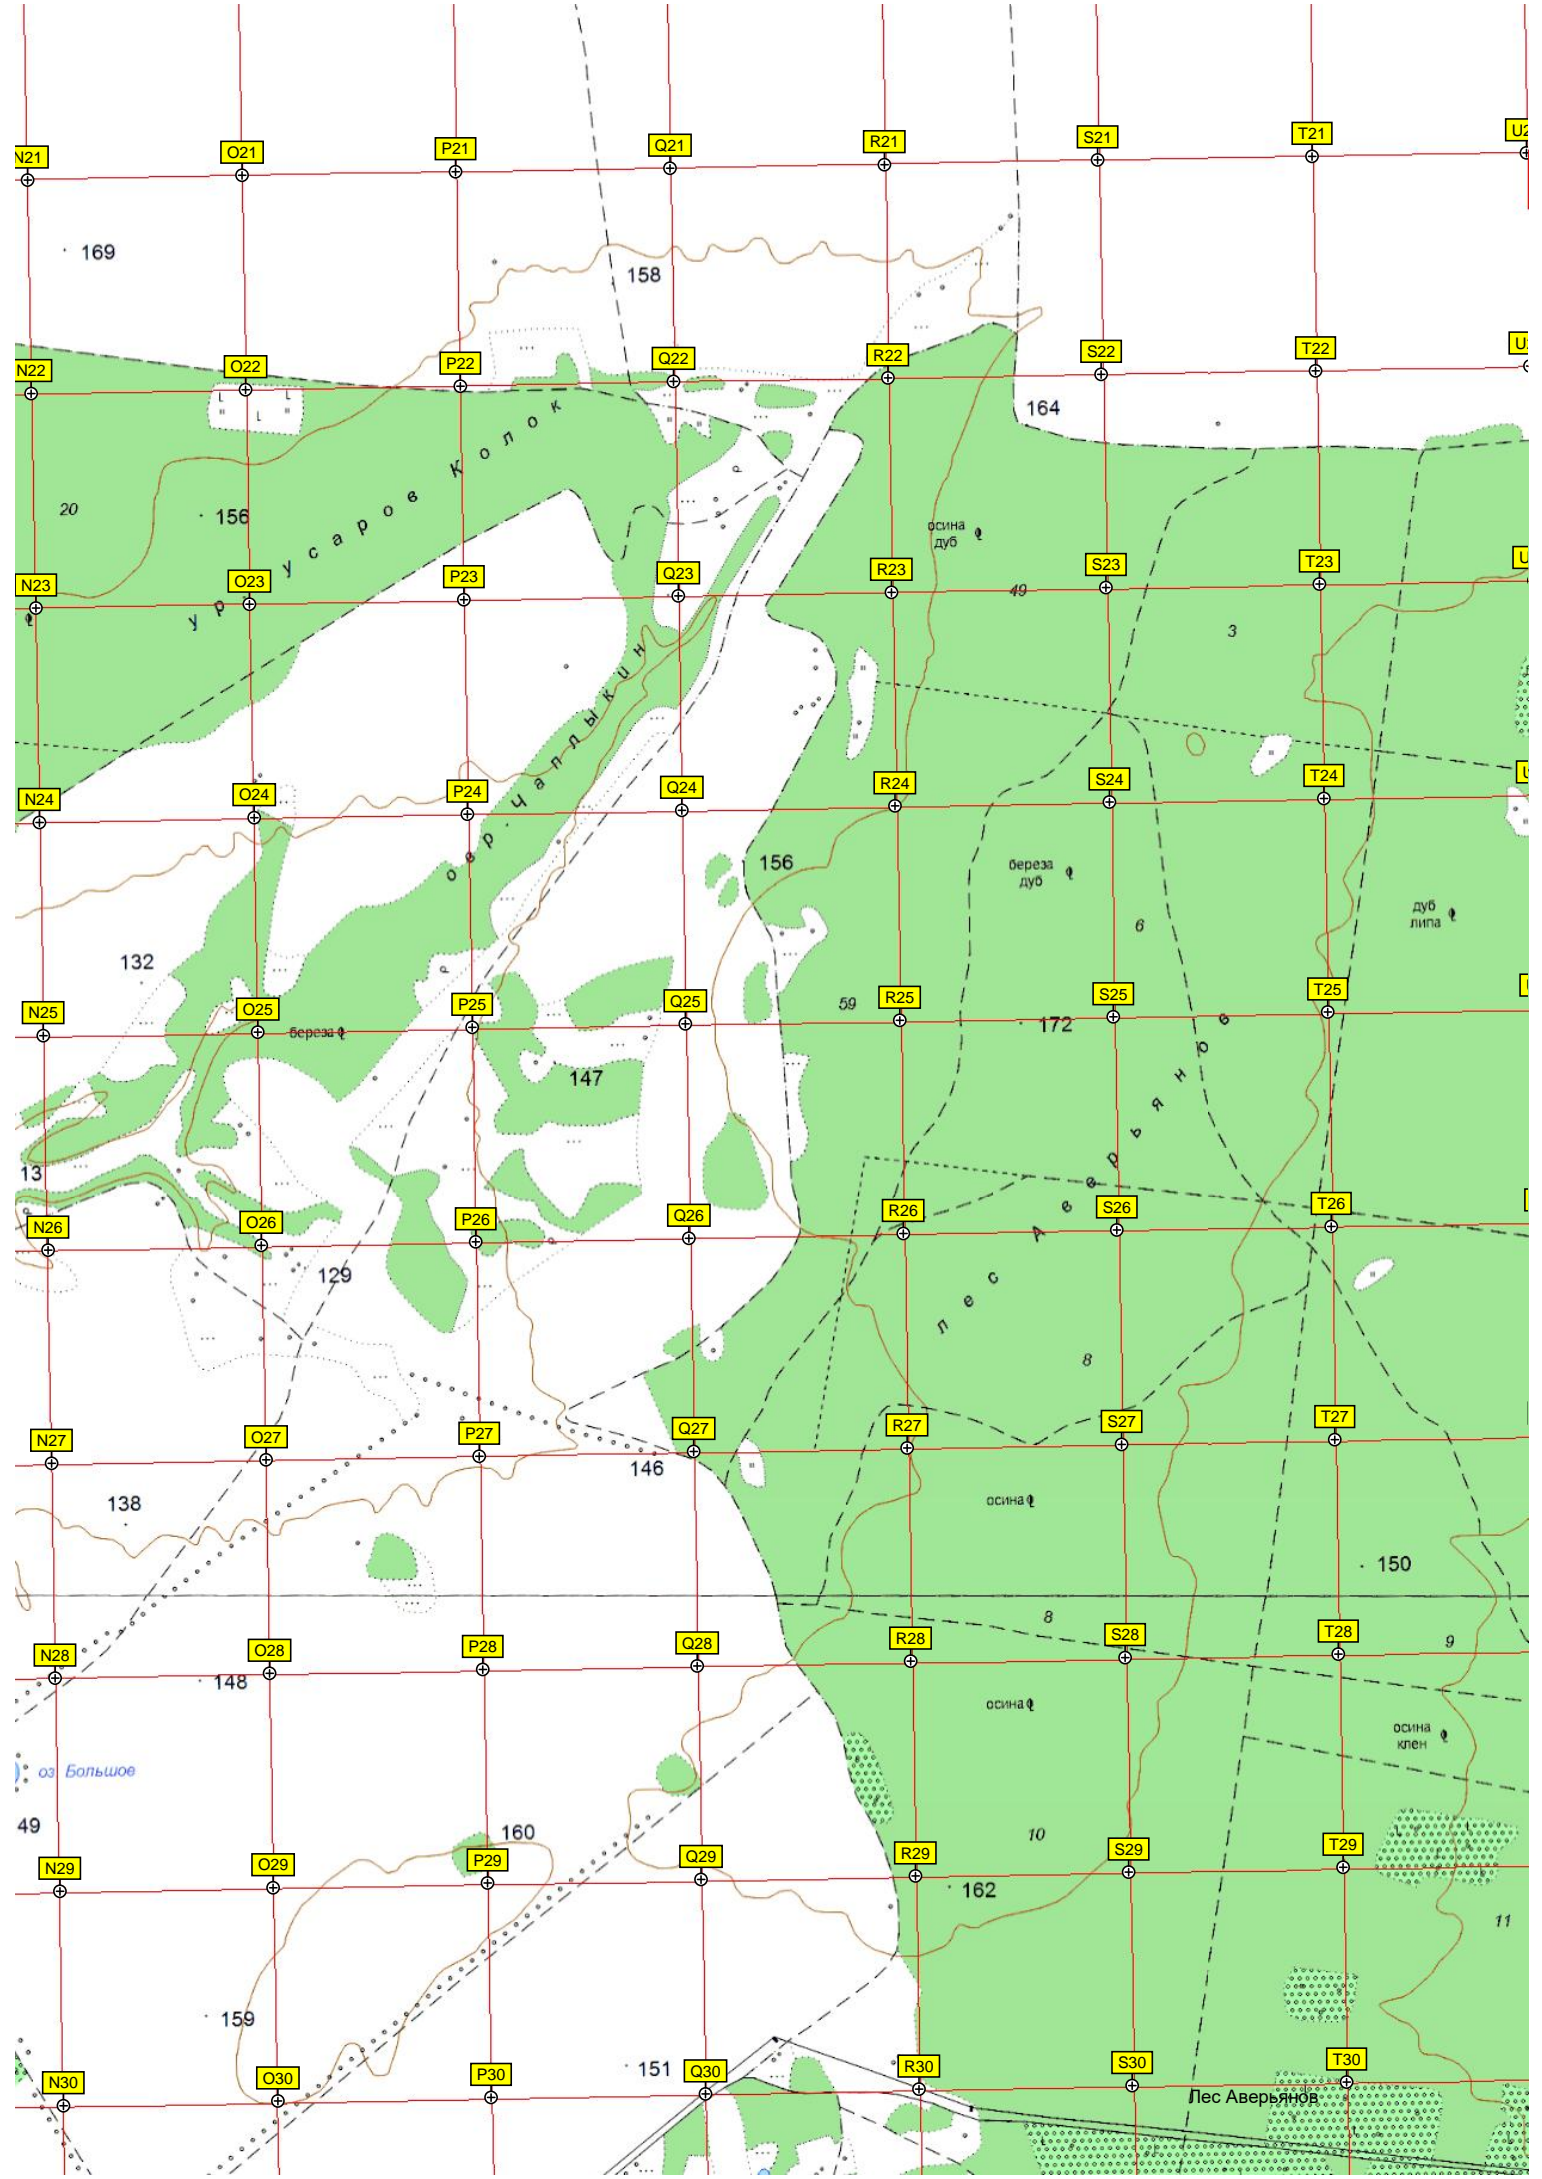 N21 O21 P21 Q21 R21 S21 T21
169
158
N22 O22 P22 Q22 R22 S22 T22
164
ур. Гусаров Колок
20
156
осина
дуб
N23 O23 P23 Q23 R23 S23 T23
49
3
овр. Чаплыкин
N24 O24 P24 Q24 R24 S24 T24
156
береза
дуб
6
дуб
липа
132
59
N25 O25 P25 Q25 R25 S25 T25
береза
172
147
лес Аверьянов
13
N26 O26 P26 Q26 R26 S26 T26
129
8
N27 O27 P27 Q27 R27 S27 T27
146
138
осина
150
8
9
N28 O28 P28 Q28 R28 S28 T28
148
осина
осина
клен
оз. Большое
49
160
10
N29 O29 P29 Q29 R29 S29 T29
162
11
159
151
N30 O30 P30 Q30 R30 S30 T30
Лес Аверьянов